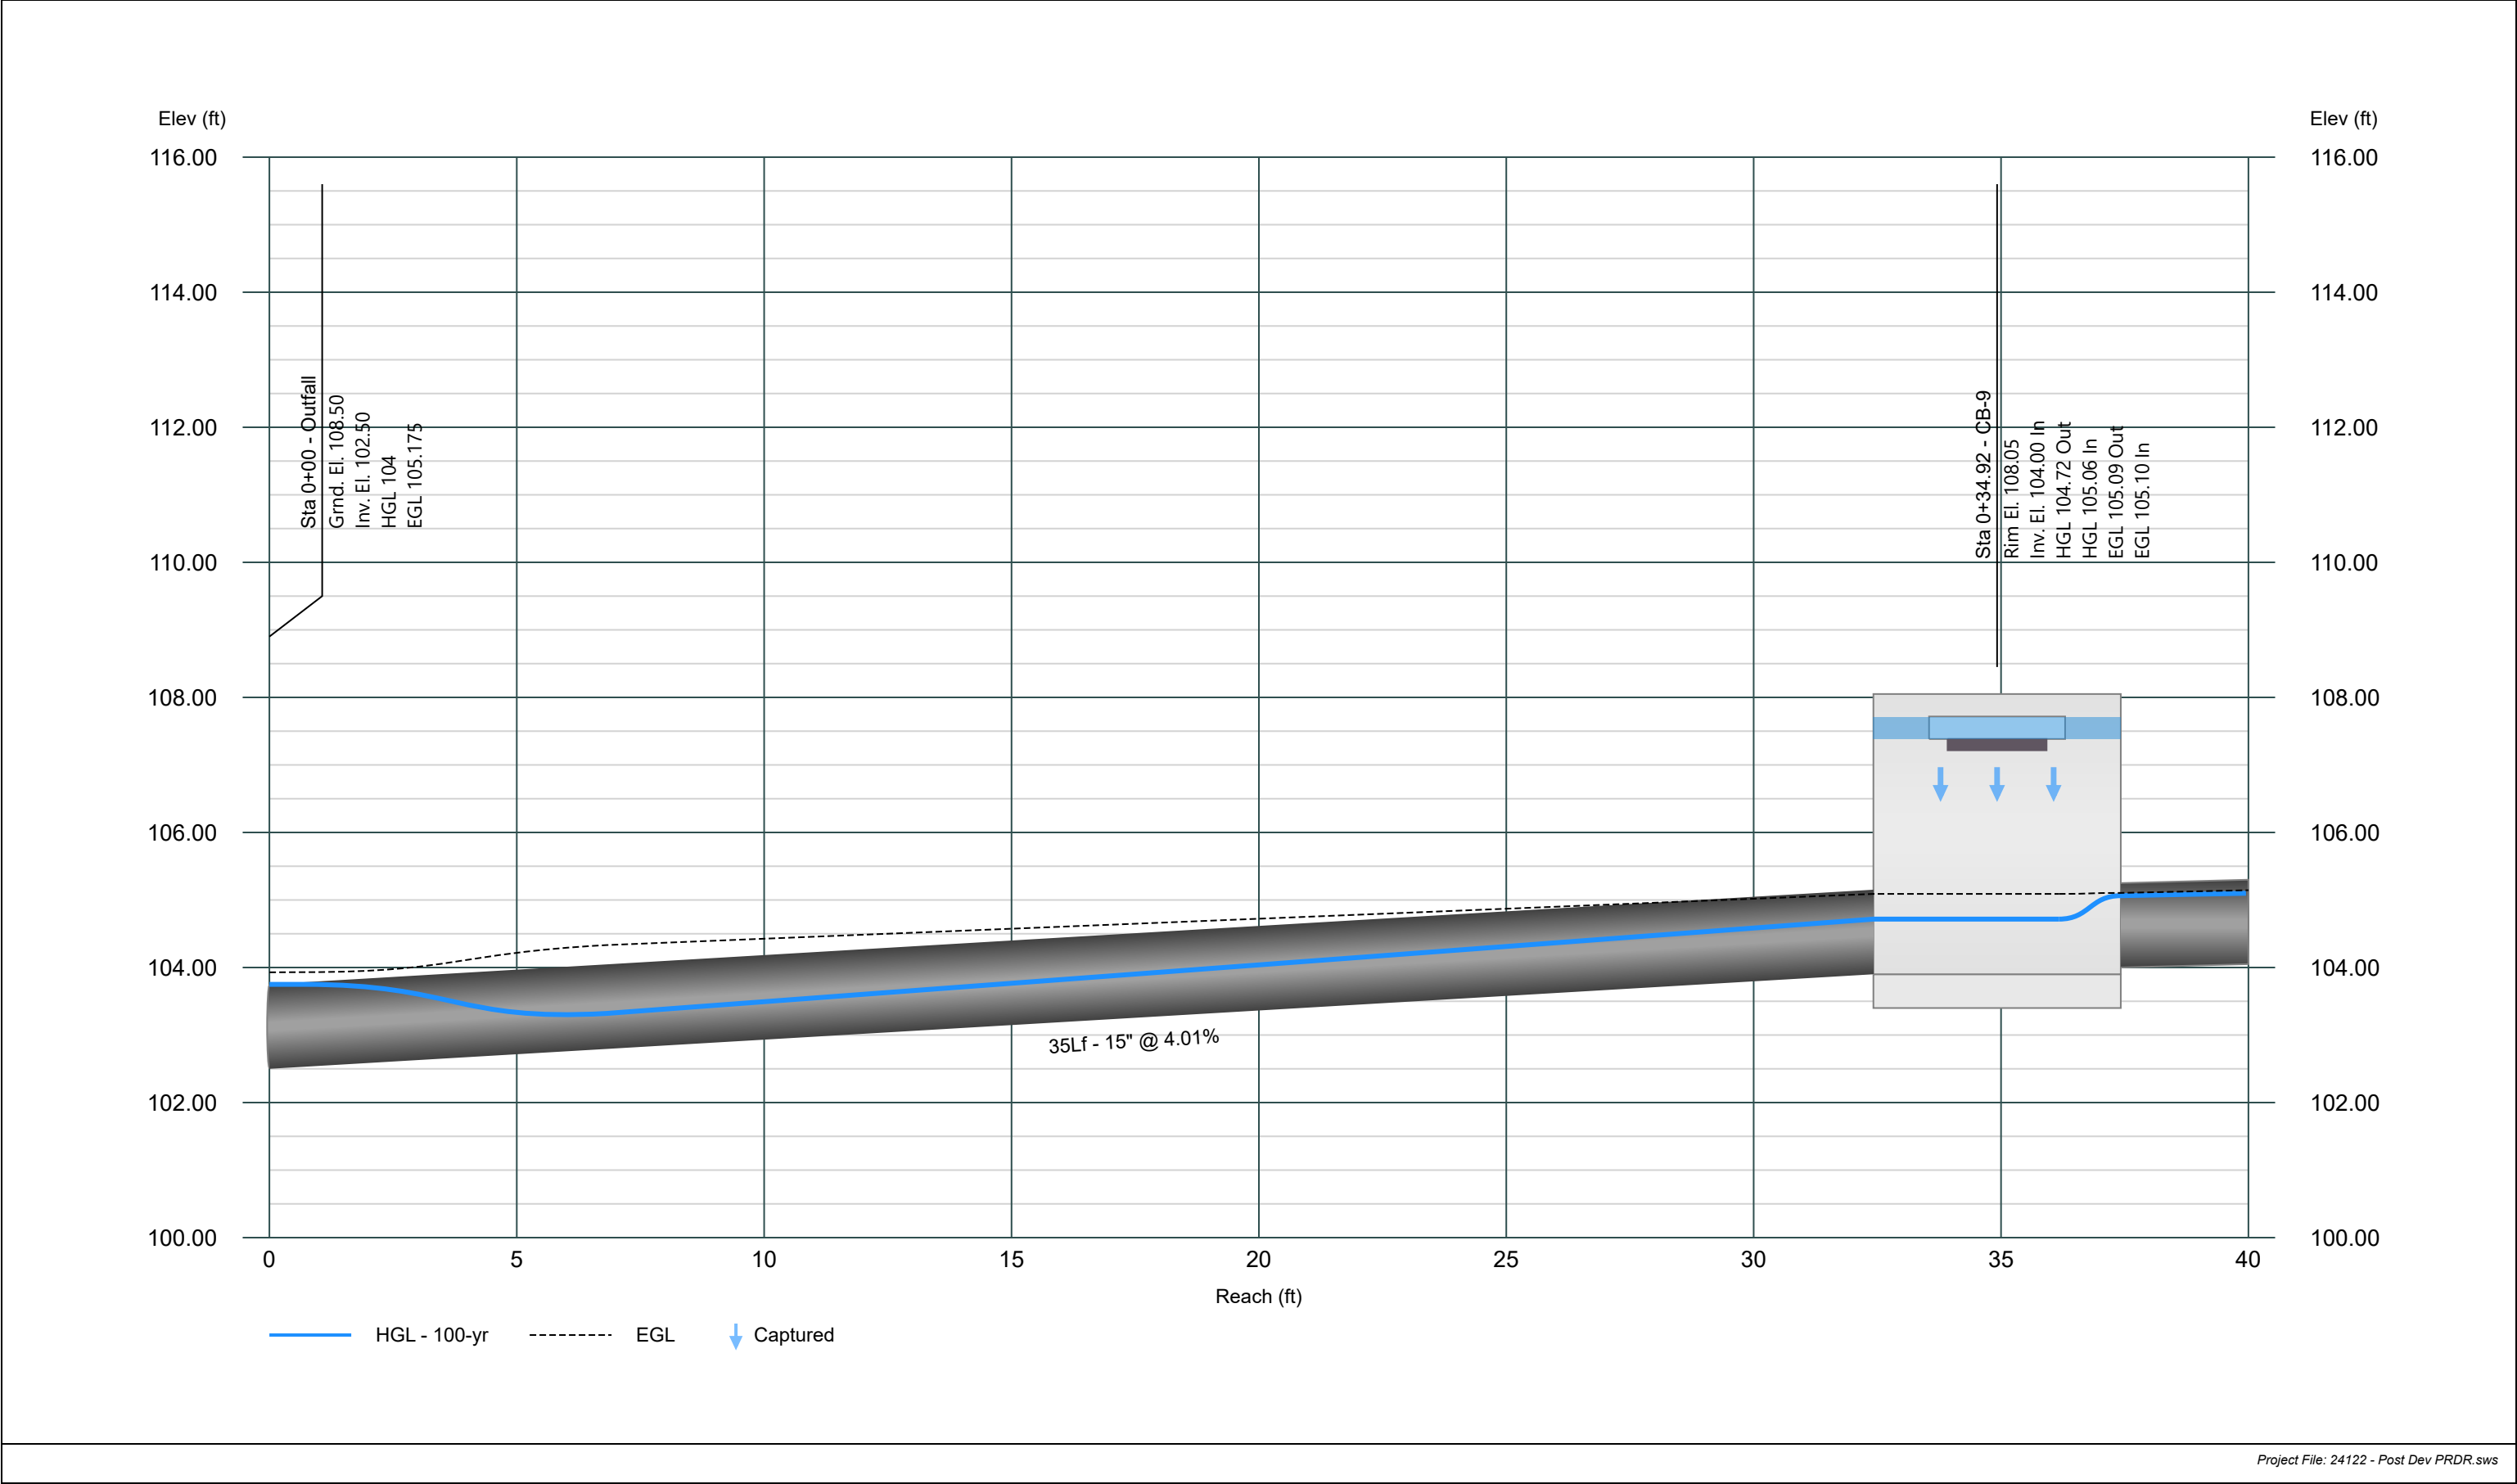 Elev (ft)
Elev (ft)
116.00
116.00
114.00
114.00
112.00
112.00
110.00
110.00
108.00
108.00
106.00
106.00
104.00
104.00
102.00
102.00
100.00
100.00
Sta 0+00 - Outfall
Grnd. El. 108.50
Inv. El. 102.50
HGL 104
EGL 105.175
Sta 0+34.92 - CB-9
Rim El. 108.05
Inv. El. 104.00 In
HGL 104.72 Out
HGL 105.06 In
EGL 105.09 Out
EGL 105.10 In
35Lf - 15" @ 4.01%
0 5 10 15 20 25 30 35 40
Reach (ft)
HGL - 100-yr EGL Captured
Project File: 24122 - Post Dev PRDR.sws